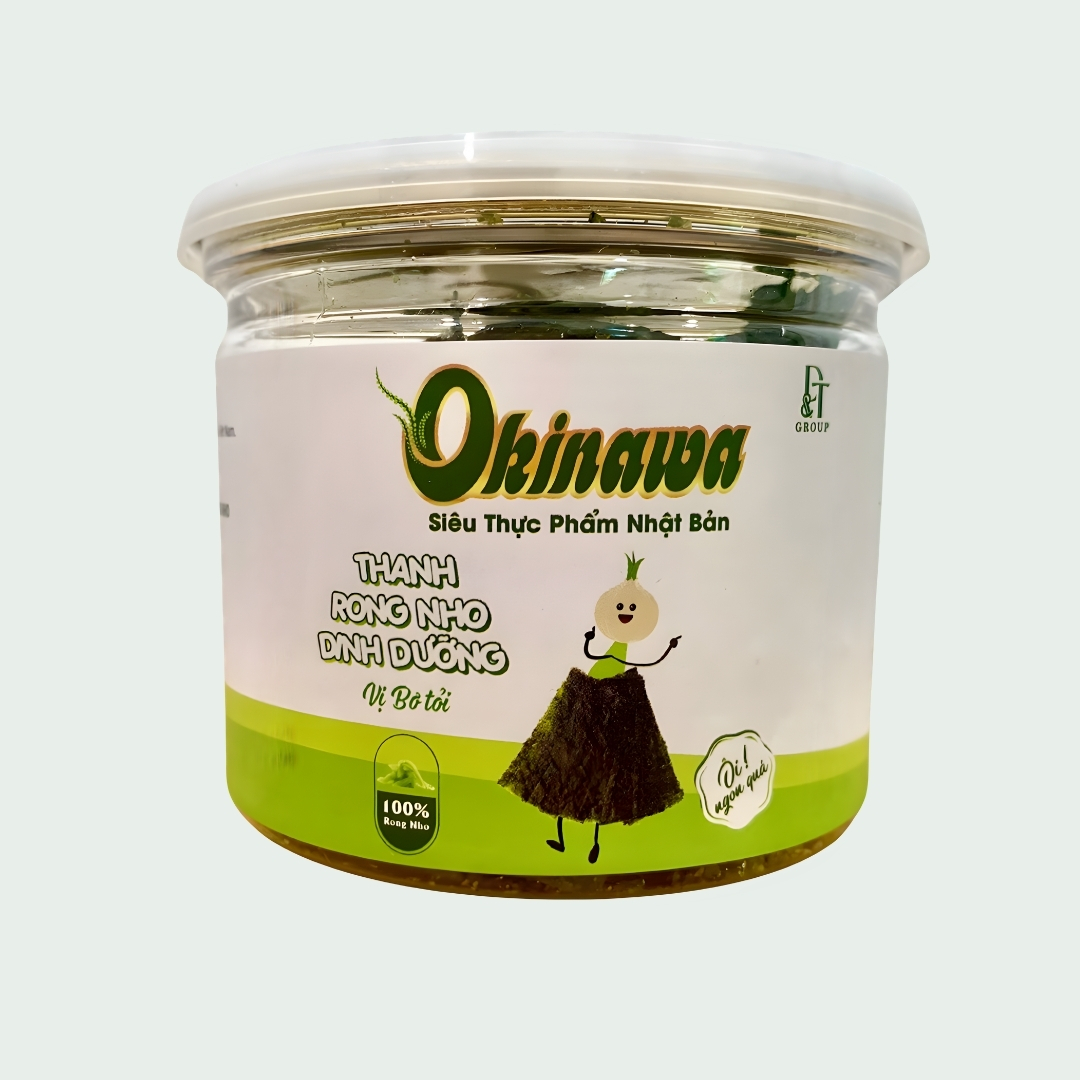 Okinawa
D&T
GROUP
Siêu Thực Phẩm Nhật Bản
THANH
RONG NHO
DINH DƯỠNG
Vị Bơ tỏi
100%
Rong Nho
Ôi !
ngon quá